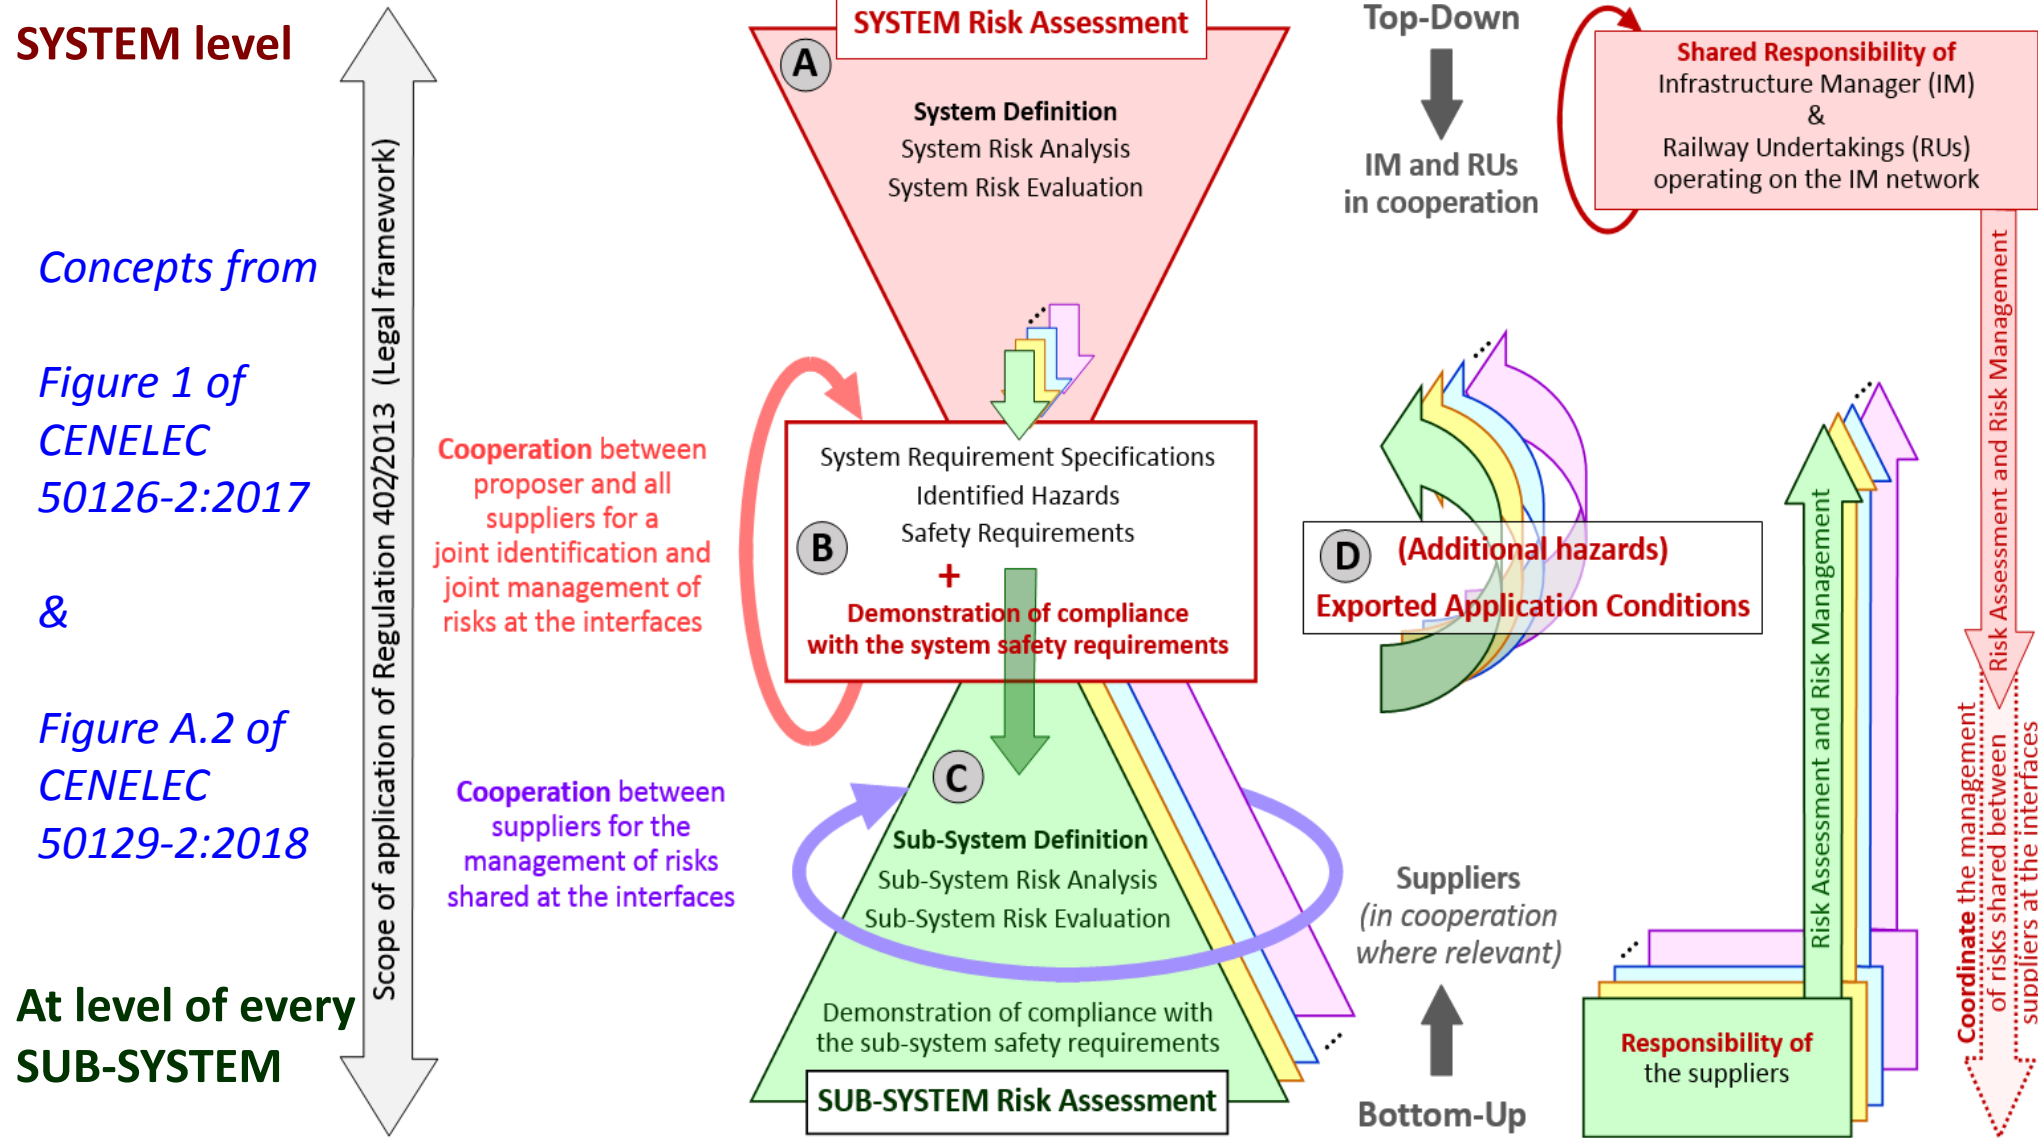 SYSTEM level
Concepts from
Figure 1 of
CENELEC
50126-2:2017
&
Figure A.2 of
CENELEC
50129-2:2018
At level of every
SUB-SYSTEM
Scope of application of Regulation 402/2013 (Legal framework)
Cooperation between
proposer and all
suppliers for a
joint identification and
joint management of
risks at the interfaces
Cooperation between
suppliers for the
management of risks
shared at the interfaces
SYSTEM Risk Assessment
A
System Definition
System Risk Analysis
System Risk Evaluation
System Requirement Specifications
Identified Hazards
Safety Requirements
B
+
Demonstration of compliance
with the system safety requirements
C
Sub-System Definition
Sub-System Risk Analysis
Sub-System Risk Evaluation
Demonstration of compliance with
the sub-system safety requirements
SUB-SYSTEM Risk Assessment
Top-Down
IM and RUs
in cooperation
D
(Additional hazards)
Exported Application Conditions
Suppliers
(in cooperation
where relevant)
Bottom-Up
Shared Responsibility of
Infrastructure Manager (IM)
&
Railway Undertakings (RUs)
operating on the IM network
Risk Assessment and Risk Management
Risk Assessment and Risk Management
Coordinate the management
of risks shared between
suppliers at the interfaces
Responsibility of
the suppliers